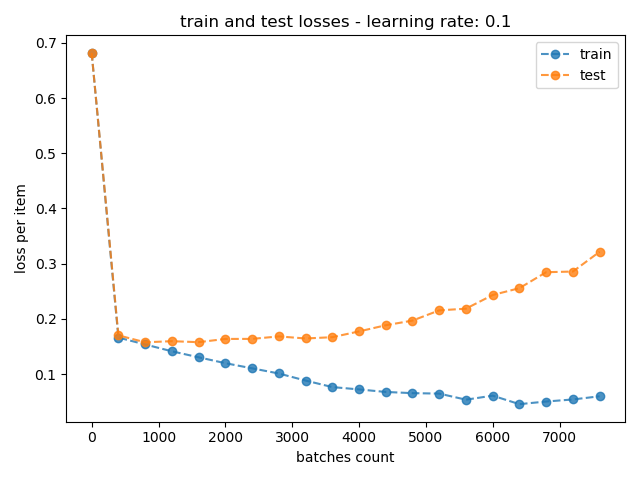 train and test losses - learning rate: 0.1
train
test
loss per item
0.7
0.6
0.5
0.4
0.3
0.2
0.1
0 1000 2000 3000 4000 5000 6000 7000
batches count